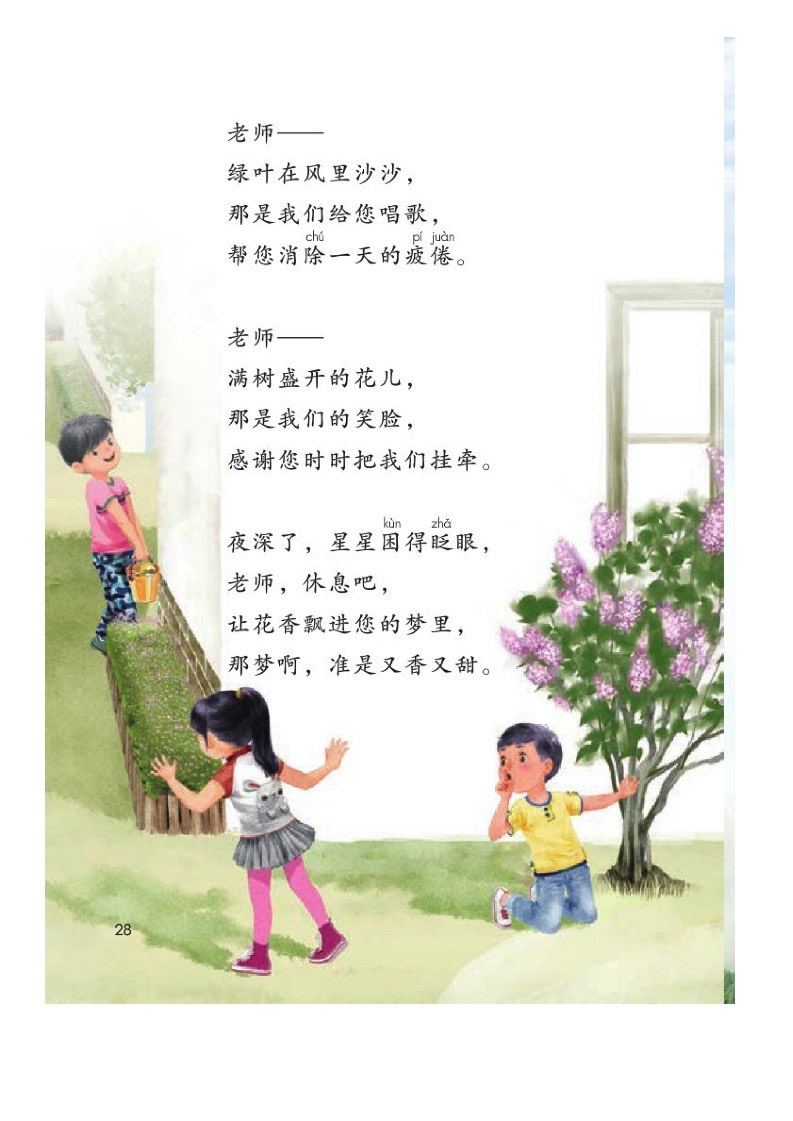 老师——
绿叶在风里沙沙，
那是我们给您唱歌，
chú pí juàn
帮您消除一天的疲倦。
老师——
满树盛开的花儿，
那是我们的笑脸，
感谢您时时把我们挂牵。
kùn zhǎ
夜深了，星星困得眨眼，
老师，休息吧，
让花香飘进您的梦里，
那梦啊，准是又香又甜。
28